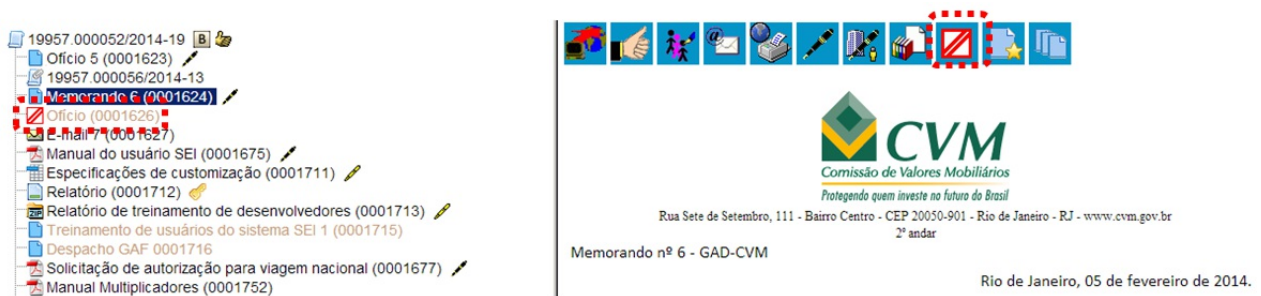 19957.000052/2014-19 B
Ofício 5 (0001623)
19957.000056/2014-13
Memorando 6 (0001624)
Ofício (0001626)
E-mail 7 (0001627)
Manual do usuário SEI (0001675)
Especificações de customização (0001711)
Relatório (0001712)
ZIP Relatório de treinamento de desenvolvedores (0001713)
Treinamento de usuários do sistema SEI 1 (0001715)
Despacho GAF 0001716
Solicitação de autorização para viagem nacional (0001677)
Manual Multiplicadores (0001752)
CVM
Comissão de Valores Mobiliários
Protegendo quem investe no futuro do Brasil
Rua Sete de Setembro, 111 - Bairro Centro - CEP 20050-901 - Rio de Janeiro - RJ - www.cvm.gov.br
2º andar
Memorando nº 6 - GAD-CVM
Rio de Janeiro, 05 de fevereiro de 2014.